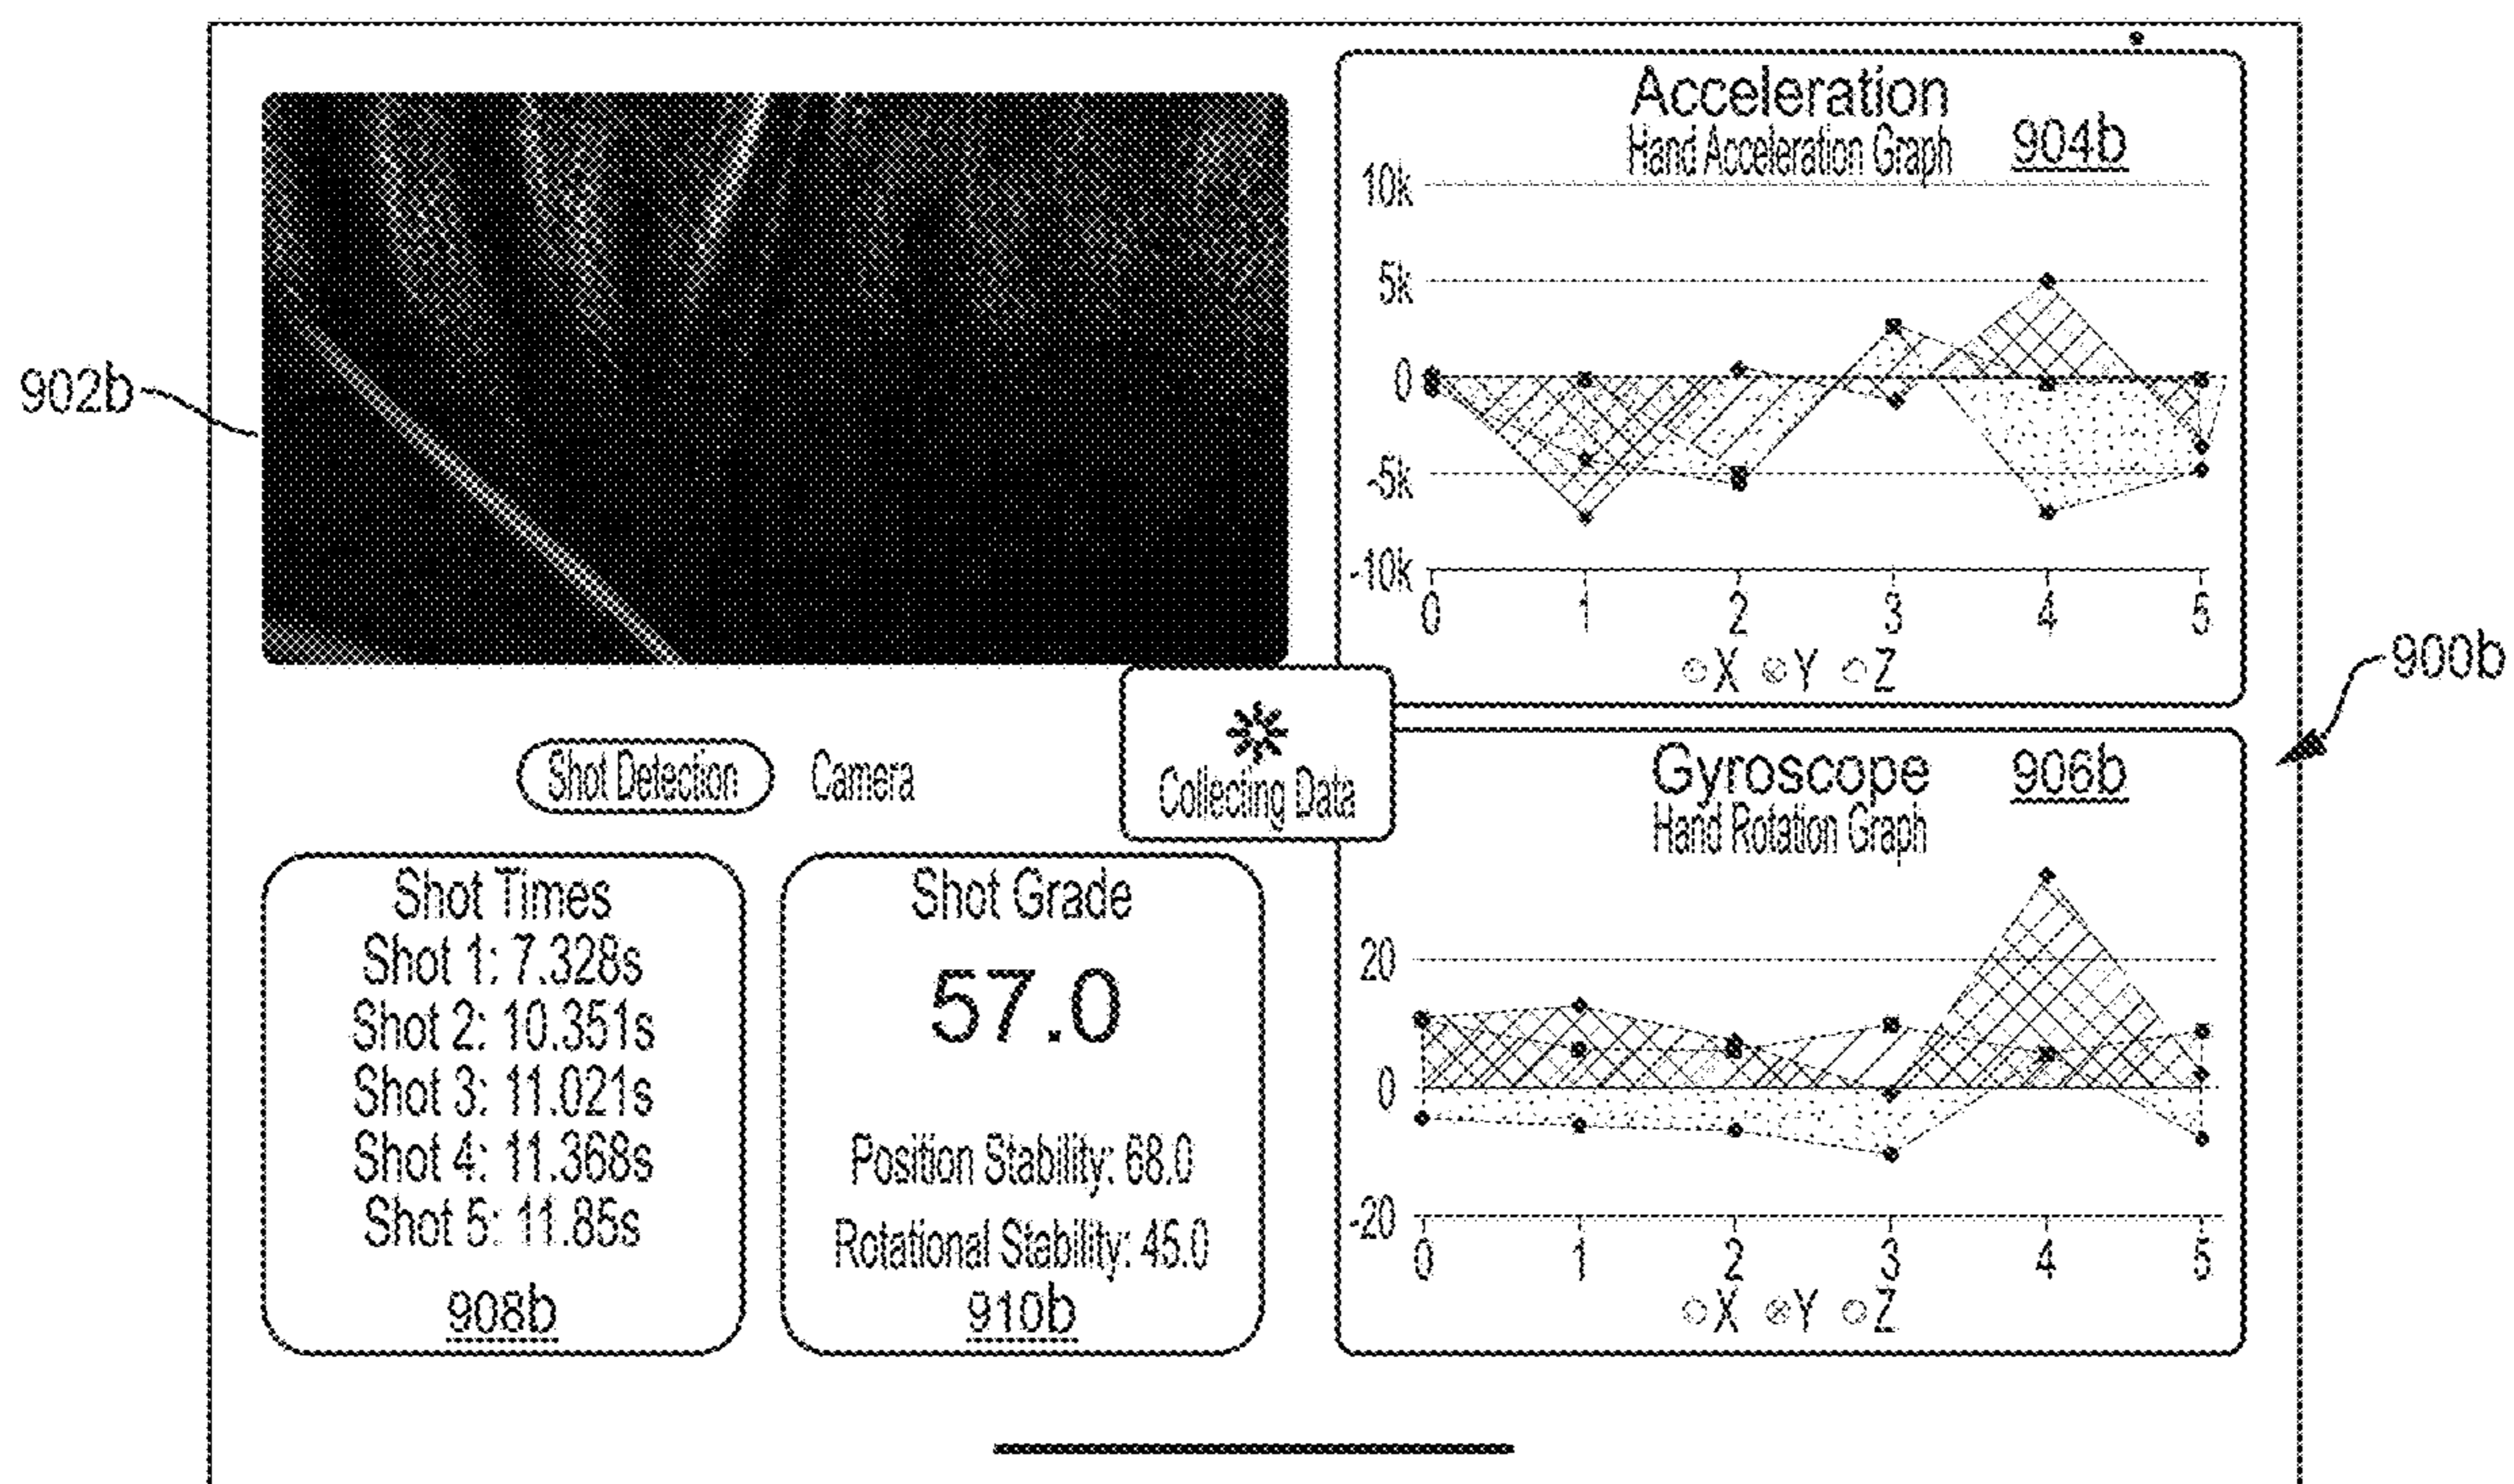 902b
Acceleration
Hand Acceleration Graph
904b
10k
5k
0
-5k
-10k
0 1 2 3 4 5
X Y Z
900b
Shot Detection
Camera
Collecting Data
Gyroscope
906b
Hand Rotation Graph
20
0
-20
0 1 2 3 4 5
X Y Z
Shot Times
Shot 1: 7.328s
Shot 2: 10.351s
Shot 3: 11.021s
Shot 4: 11.368s
Shot 5: 11.85s
908b
Shot Grade
57.0
Position Stability: 68.0
Rotational Stability: 45.0
910b